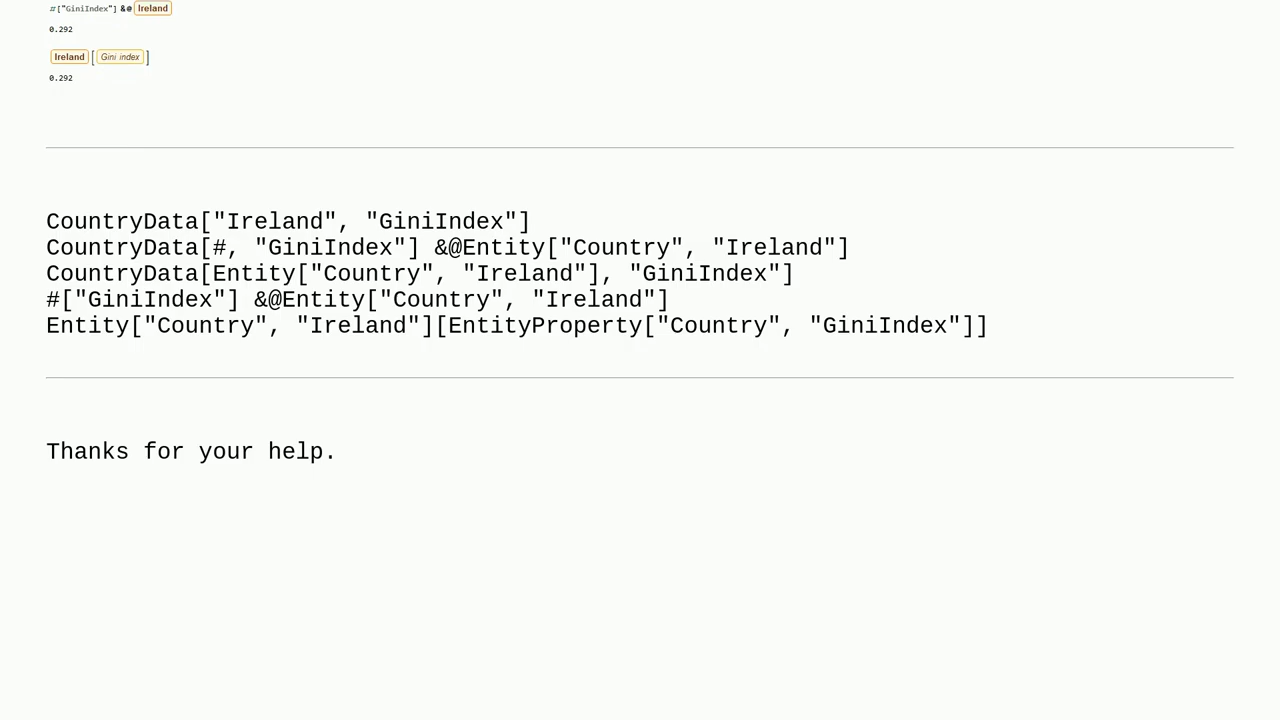 #["GiniIndex"] &@ Ireland
0.292
Ireland [ Gini index ]
0.292
CountryData["Ireland", "GiniIndex"]
CountryData[#, "GiniIndex"] &@Entity["Country", "Ireland"]
CountryData[Entity["Country", "Ireland"], "GiniIndex"]
#["GiniIndex"] &@Entity["Country", "Ireland"]
Entity["Country", "Ireland"][EntityProperty["Country", "GiniIndex"]]
Thanks for your help.